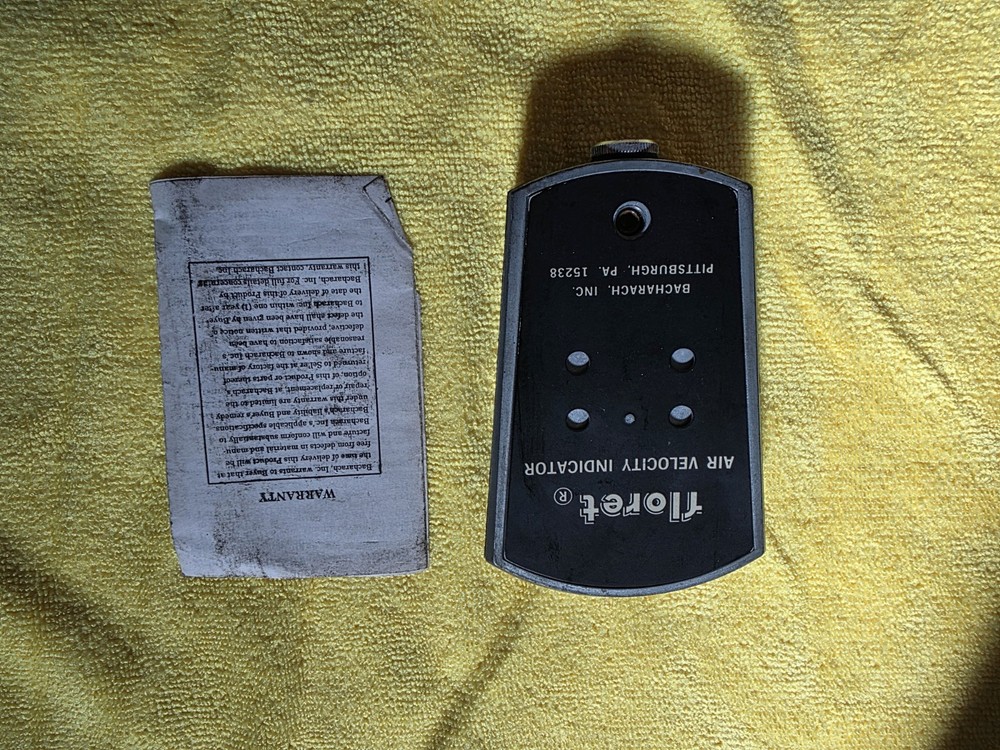 floret ®
AIR VELOCITY INDICATOR
BACHARACH, INC.
PITTSBURGH, PA. 15238
WARRANTY
Bacharach, Inc. warrants to Buyer that at
the time of delivery this Product will be
free from defects in material and manu-
facture and will conform substantially to
Bacharach Inc.'s applicable specifications.
Bacharach's liability and Buyer's remedy
under this warranty are limited to the
repair or replacement, at Bacharach's
option, of this Product or parts thereof
returned to Seller at the factory of manu-
facture and shown to Bacharach Inc.'s
reasonable satisfaction to have been
defective; provided that written notice of
the defect shall have been given by Buyer
to Bacharach Inc. within one (1) year after
the date of delivery of this Product by
Bacharach, Inc. For full details concerning
this warranty, contact Bacharach Inc.